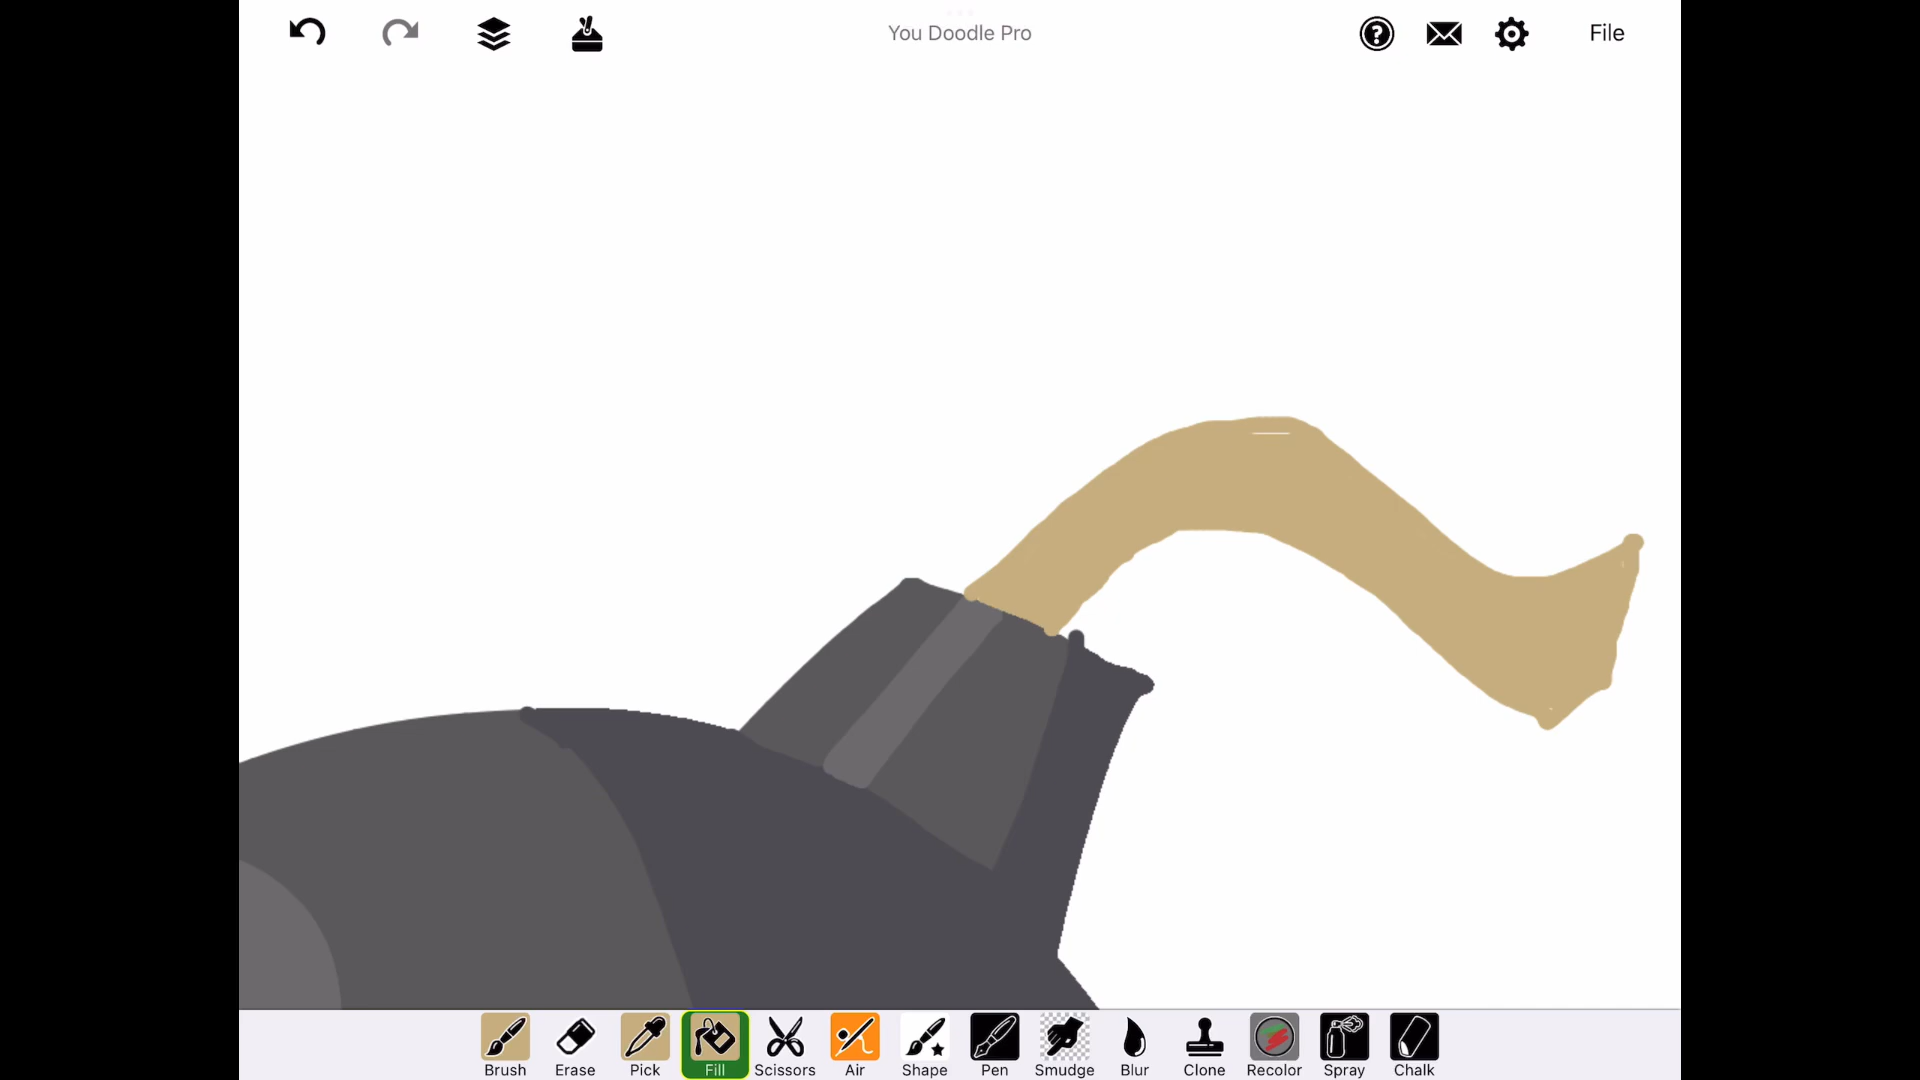 You Doodle Pro
File
Brush Erase Pick Fill Scissors Air Shape Pen Smudge Blur Clone Recolor Spray Chalk